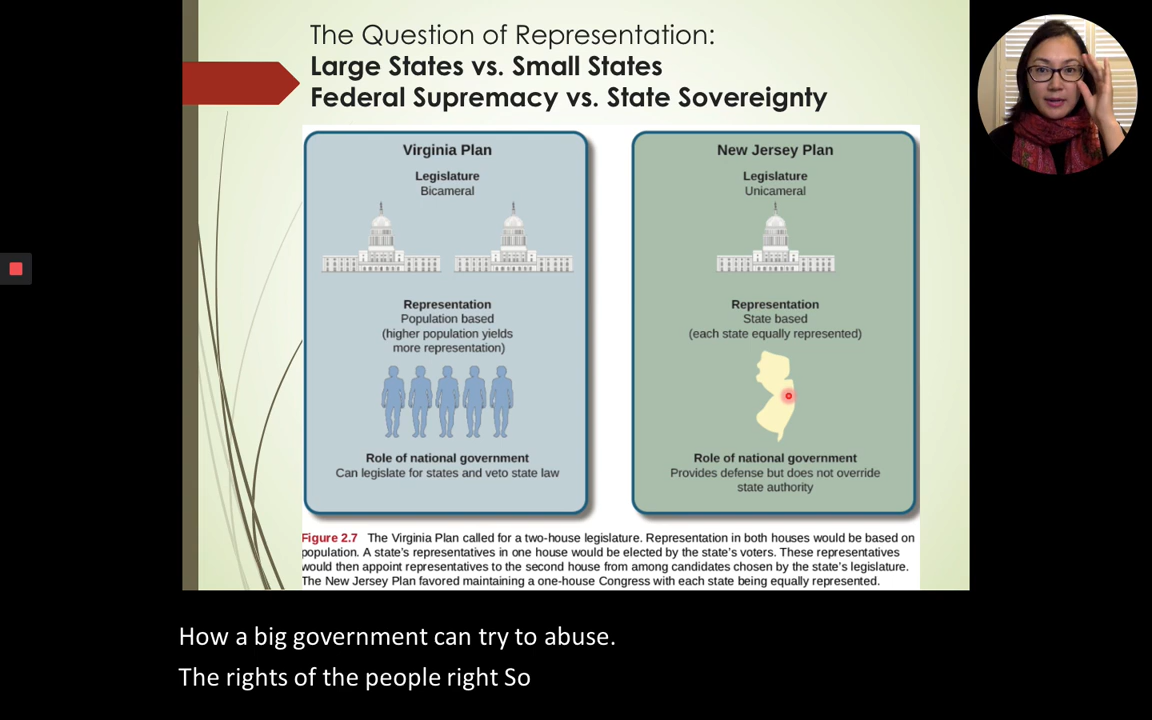 The Question of Representation:
Large States vs. Small States
Federal Supremacy vs. State Sovereignty
Virginia Plan
Legislature
Bicameral
Representation
Population based
(higher population yields
more representation)
Role of national government
Can legislate for states and veto state law
New Jersey Plan
Legislature
Unicameral
Representation
State based
(each state equally represented)
Role of national government
Provides defense but does not override
state authority
Figure 2.7 The Virginia Plan called for a two-house legislature. Representation in both houses would be based on
population. A state's representatives in one house would be elected by the state's voters. These representatives
would then appoint representatives to the second house from among candidates chosen by the state's legislature.
The New Jersey Plan favored maintaining a one-house Congress with each state being equally represented.
How a big government can try to abuse.
The rights of the people right So